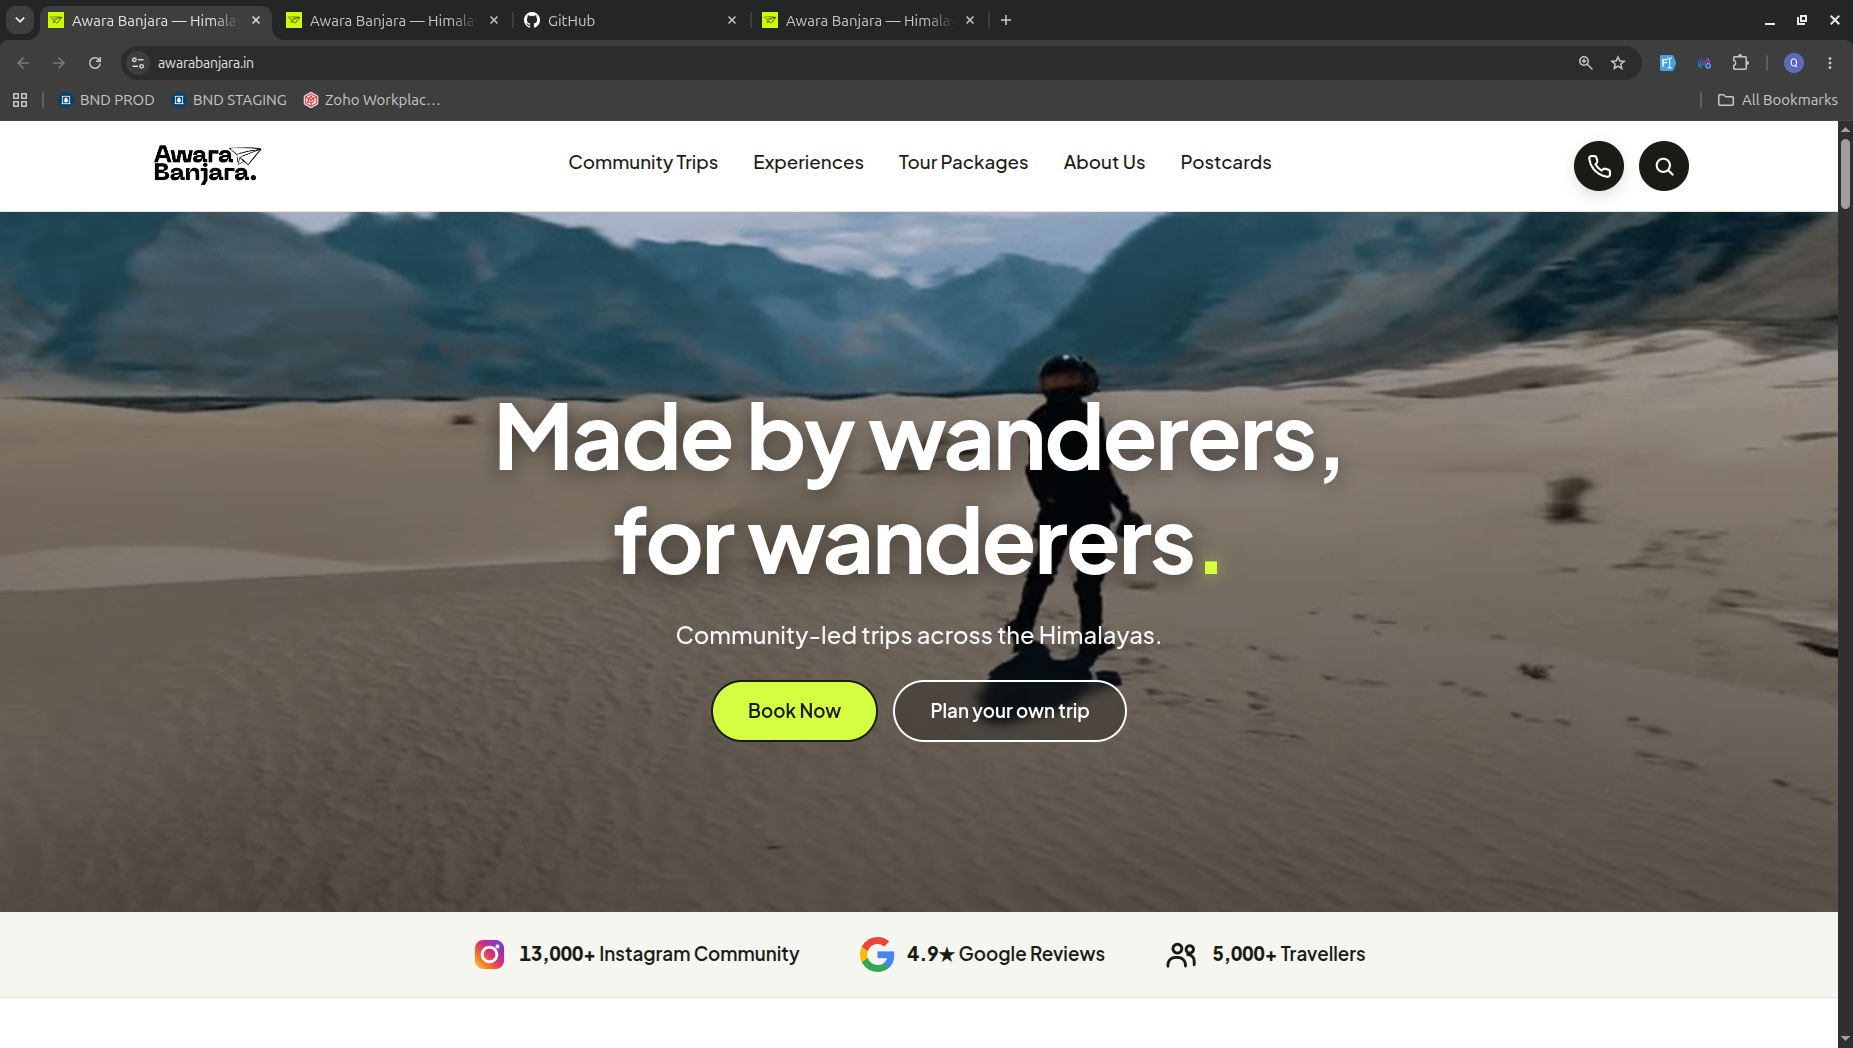 Awara Banjara — Himala
Awara Banjara — Himala
GitHub
Awara Banjara — Himala
awarabanjara.in
Q
BND PROD
BND STAGING
Zoho Workplac...
All Bookmarks
Awara
Banjara.
Community Trips
Experiences
Tour Packages
About Us
Postcards
Made by wanderers,
for wanderers.
Community-led trips across the Himalayas.
Book Now
Plan your own trip
13,000+ Instagram Community
4.9★ Google Reviews
5,000+ Travellers